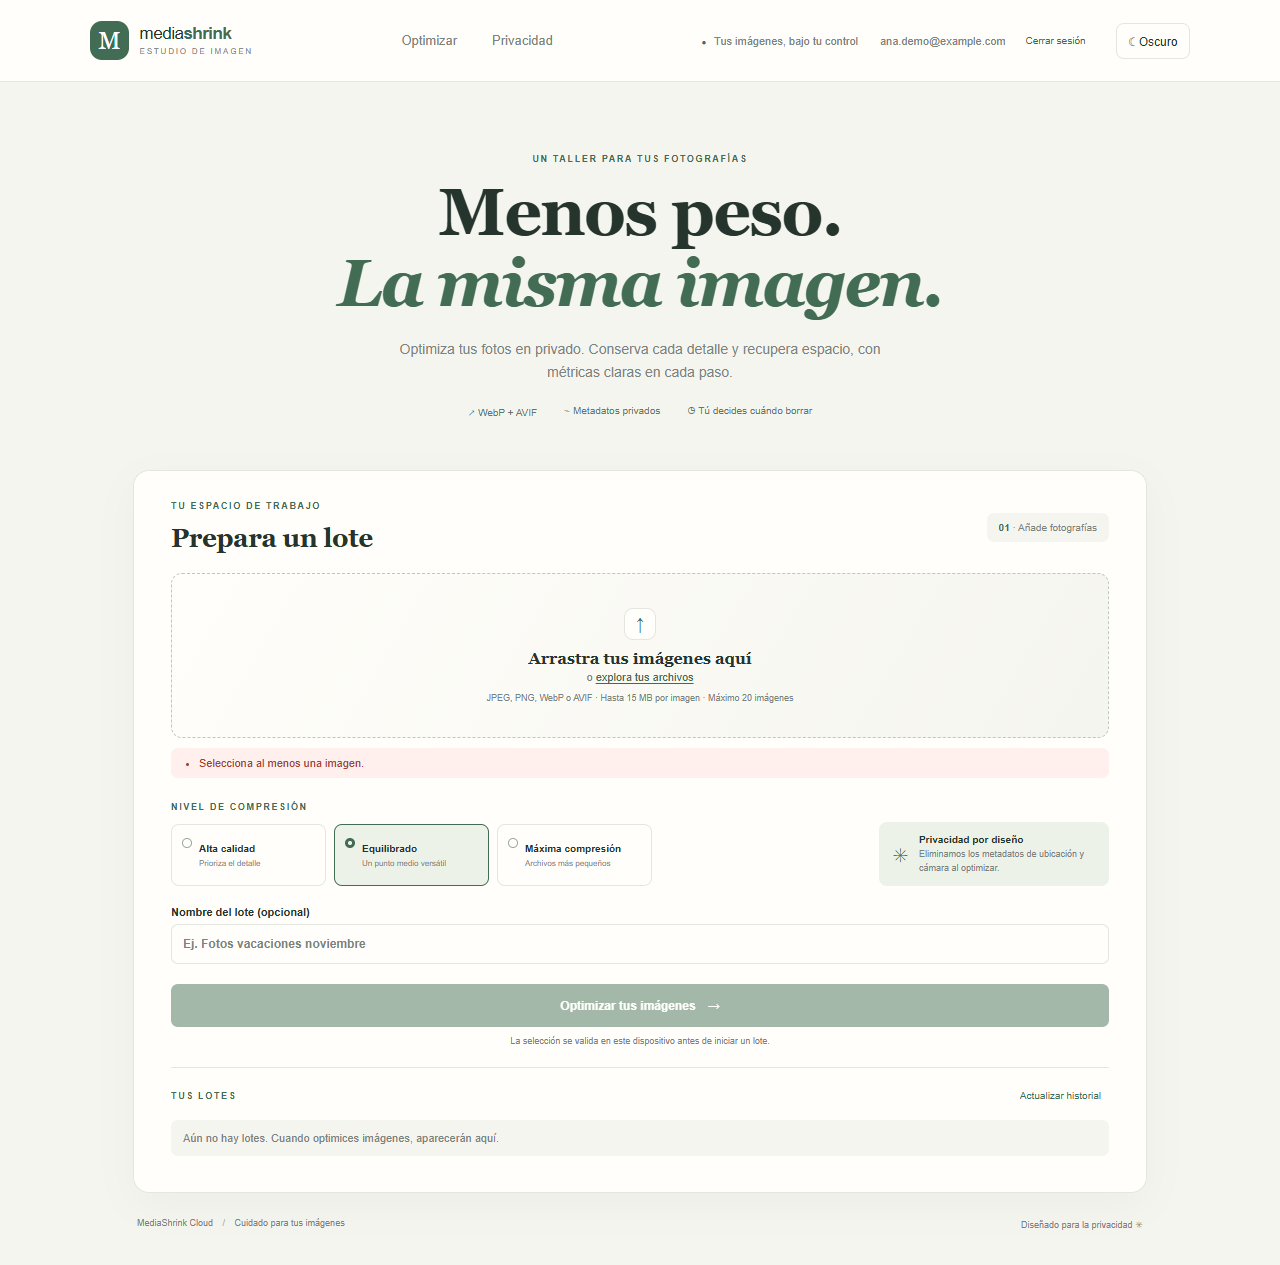 M
mediashrink
ESTUDIO DE IMAGEN
Optimizar
Privacidad
Tus imágenes, bajo tu control
ana.demo@example.com
Cerrar sesión
☾Oscuro
UN TALLER PARA TUS FOTOGRAFÍAS
Menos peso.
La misma imagen.
Optimiza tus fotos en privado. Conserva cada detalle y recupera espacio, con
métricas claras en cada paso.
↗ WebP + AVIF
~ Metadatos privados
◷ Tú decides cuándo borrar
TU ESPACIO DE TRABAJO
Prepara un lote
01 · Añade fotografías
↑
Arrastra tus imágenes aquí
o explora tus archivos
JPEG, PNG, WebP o AVIF · Hasta 15 MB por imagen · Máximo 20 imágenes
• Selecciona al menos una imagen.
NIVEL DE COMPRESIÓN
Alta calidad
Prioriza el detalle
Equilibrado
Un punto medio versátil
Máxima compresión
Archivos más pequeños
✳
Privacidad por diseño
Eliminamos los metadatos de ubicación y
cámara al optimizar.
Nombre del lote (opcional)
Ej. Fotos vacaciones noviembre
Optimizar tus imágenes →
La selección se valida en este dispositivo antes de iniciar un lote.
TUS LOTES
Actualizar historial
Aún no hay lotes. Cuando optimices imágenes, aparecerán aquí.
MediaShrink Cloud / Cuidado para tus imágenes
Diseñado para la privacidad ✳